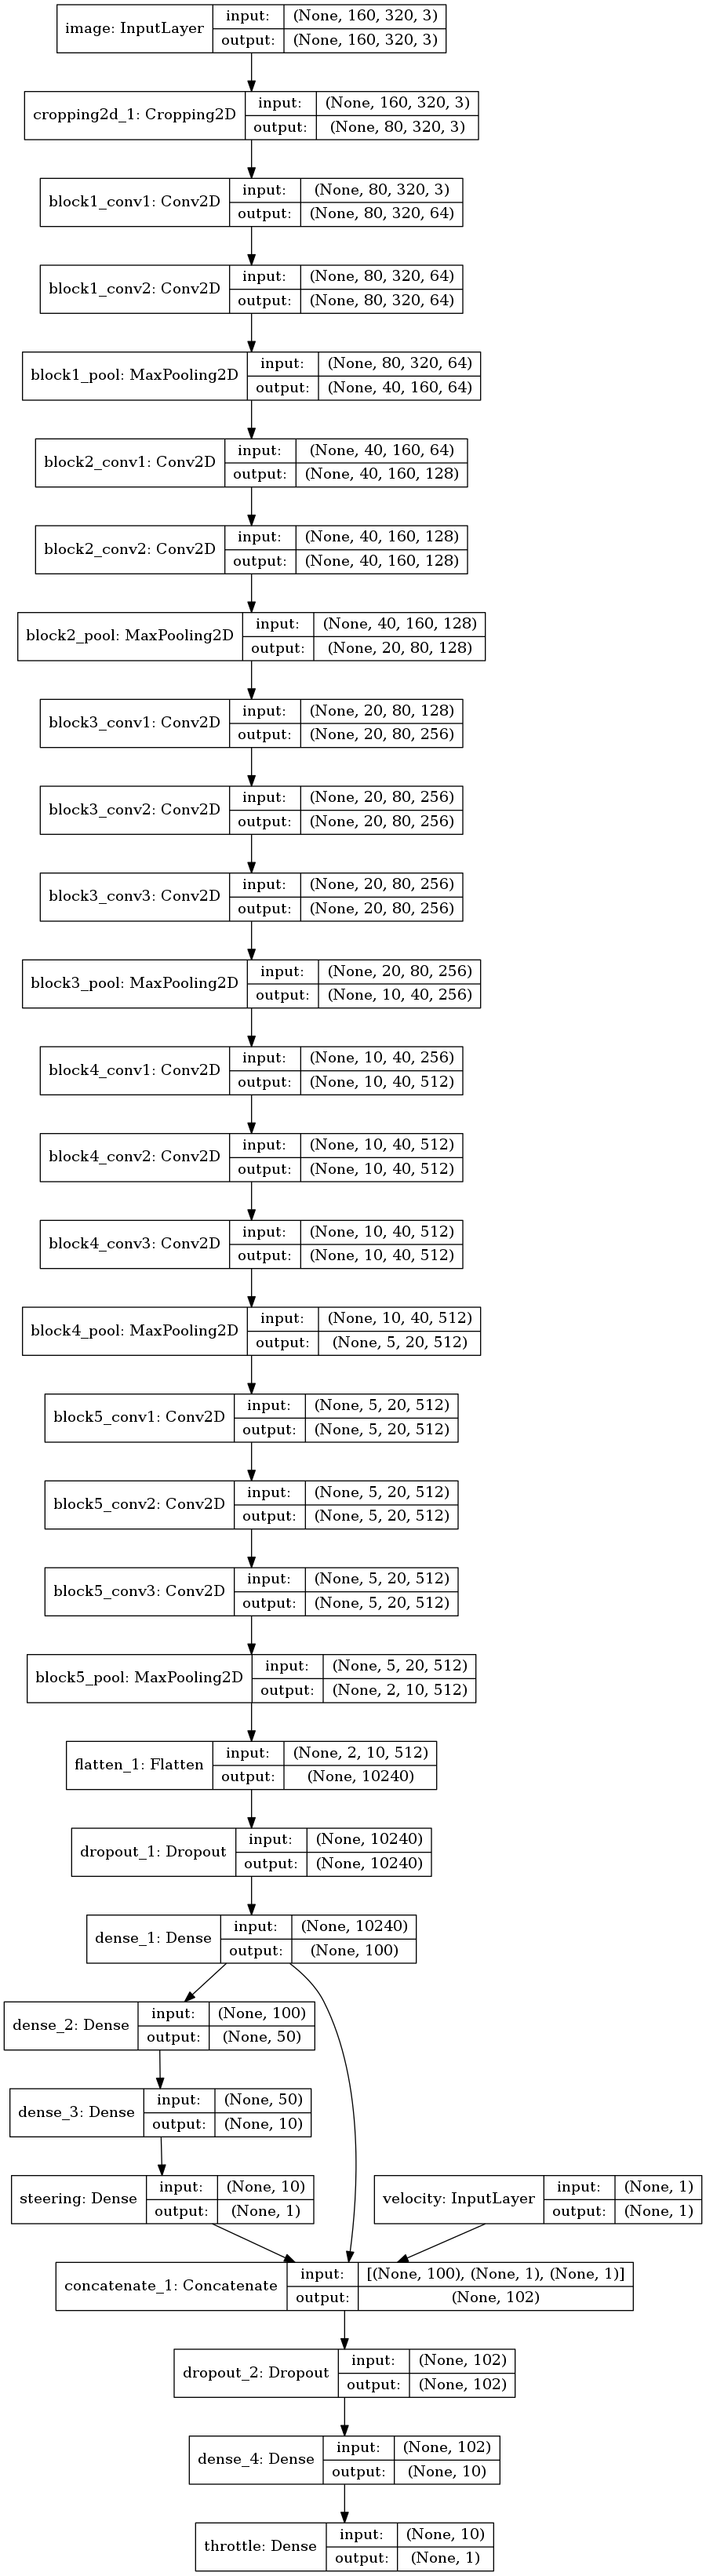 image: InputLayer
input: (None, 160, 320, 3)
output: (None, 160, 320, 3)
cropping2d_1: Cropping2D
input: (None, 160, 320, 3)
output: (None, 80, 320, 3)
block1_conv1: Conv2D
input: (None, 80, 320, 3)
output: (None, 80, 320, 64)
block1_conv2: Conv2D
input: (None, 80, 320, 64)
output: (None, 80, 320, 64)
block1_pool: MaxPooling2D
input: (None, 80, 320, 64)
output: (None, 40, 160, 64)
block2_conv1: Conv2D
input: (None, 40, 160, 64)
output: (None, 40, 160, 128)
block2_conv2: Conv2D
input: (None, 40, 160, 128)
output: (None, 40, 160, 128)
block2_pool: MaxPooling2D
input: (None, 40, 160, 128)
output: (None, 20, 80, 128)
block3_conv1: Conv2D
input: (None, 20, 80, 128)
output: (None, 20, 80, 256)
block3_conv2: Conv2D
input: (None, 20, 80, 256)
output: (None, 20, 80, 256)
block3_conv3: Conv2D
input: (None, 20, 80, 256)
output: (None, 20, 80, 256)
block3_pool: MaxPooling2D
input: (None, 20, 80, 256)
output: (None, 10, 40, 256)
block4_conv1: Conv2D
input: (None, 10, 40, 256)
output: (None, 10, 40, 512)
block4_conv2: Conv2D
input: (None, 10, 40, 512)
output: (None, 10, 40, 512)
block4_conv3: Conv2D
input: (None, 10, 40, 512)
output: (None, 10, 40, 512)
block4_pool: MaxPooling2D
input: (None, 10, 40, 512)
output: (None, 5, 20, 512)
block5_conv1: Conv2D
input: (None, 5, 20, 512)
output: (None, 5, 20, 512)
block5_conv2: Conv2D
input: (None, 5, 20, 512)
output: (None, 5, 20, 512)
block5_conv3: Conv2D
input: (None, 5, 20, 512)
output: (None, 5, 20, 512)
block5_pool: MaxPooling2D
input: (None, 5, 20, 512)
output: (None, 2, 10, 512)
flatten_1: Flatten
input: (None, 2, 10, 512)
output: (None, 10240)
dropout_1: Dropout
input: (None, 10240)
output: (None, 10240)
dense_1: Dense
input: (None, 10240)
output: (None, 100)
dense_2: Dense
input: (None, 100)
output: (None, 50)
dense_3: Dense
input: (None, 50)
output: (None, 10)
steering: Dense
input: (None, 10)
output: (None, 1)
velocity: InputLayer
input: (None, 1)
output: (None, 1)
concatenate_1: Concatenate
input: [(None, 100), (None, 1), (None, 1)]
output: (None, 102)
dropout_2: Dropout
input: (None, 102)
output: (None, 102)
dense_4: Dense
input: (None, 102)
output: (None, 10)
throttle: Dense
input: (None, 10)
output: (None, 1)